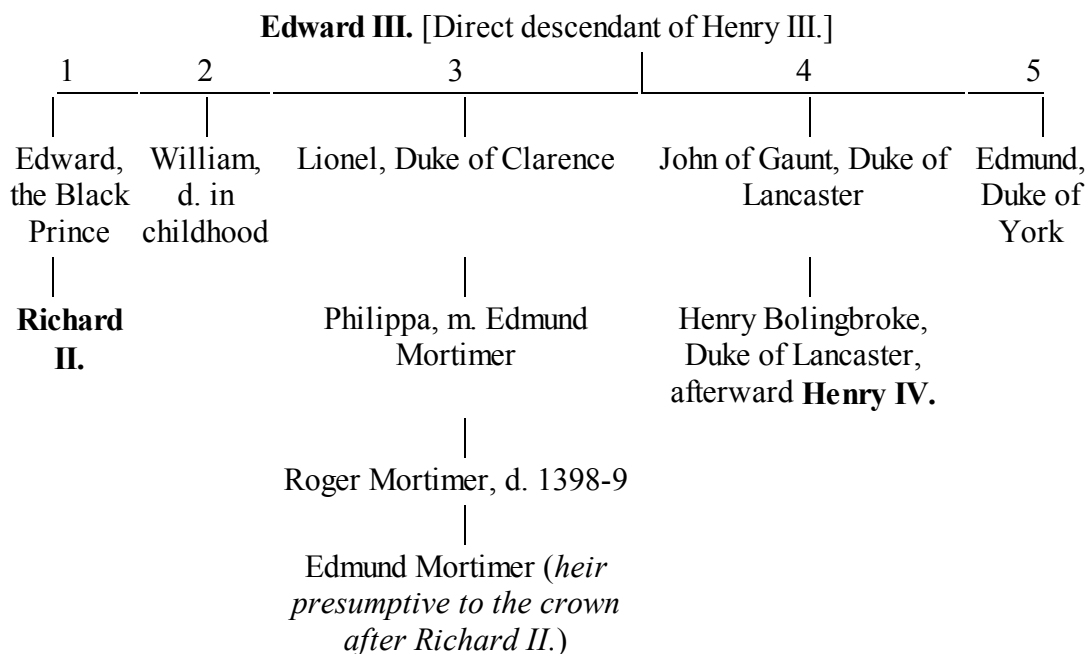 Edward III. [Direct descendant of Henry III.]
1 2 3 4 5
Edward,
the Black
Prince
William,
d. in
childhood
Lionel, Duke of Clarence
John of Gaunt, Duke of
Lancaster
Edmund,
Duke of
York
Richard
II.
Philippa, m. Edmund
Mortimer
Henry Bolingbroke,
Duke of Lancaster,
afterward Henry IV.
Roger Mortimer, d. 1398-9
Edmund Mortimer (heir
presumptive to the crown
after Richard II.)